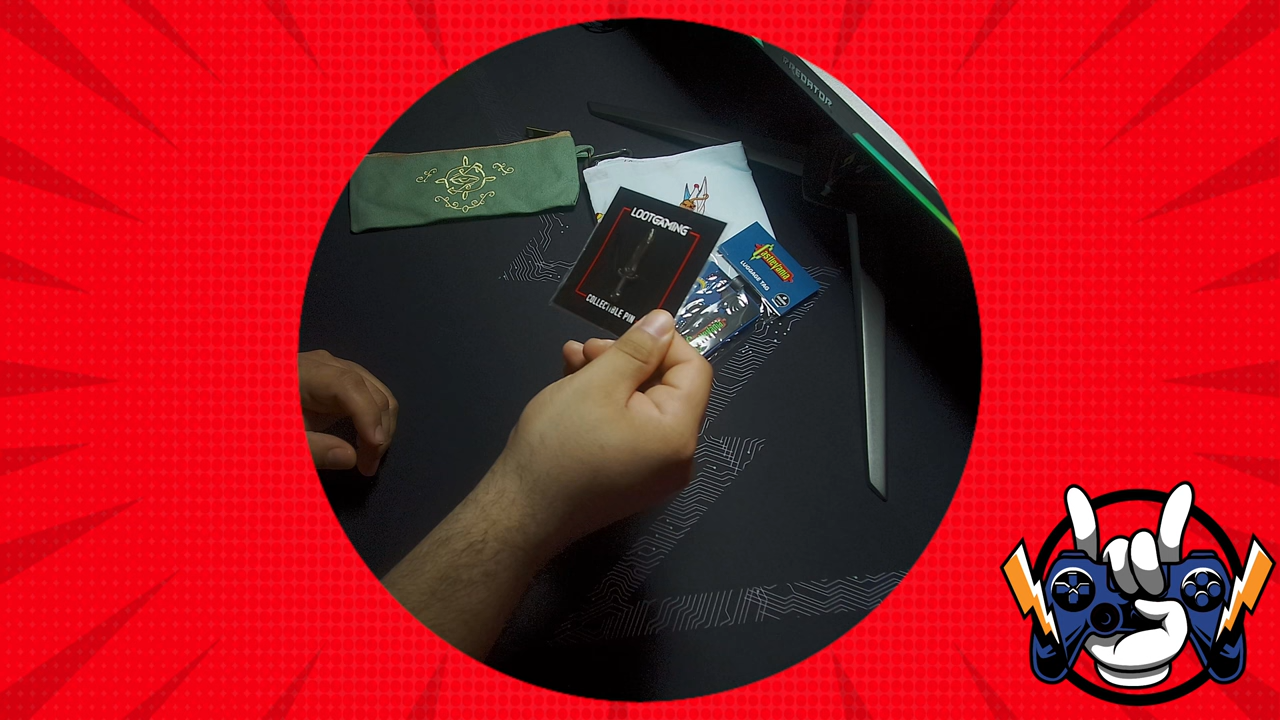 PREDATOR
LOOTGAMING
COLLECTIBLE PIN
Castlevania
LUGGAGE TAG